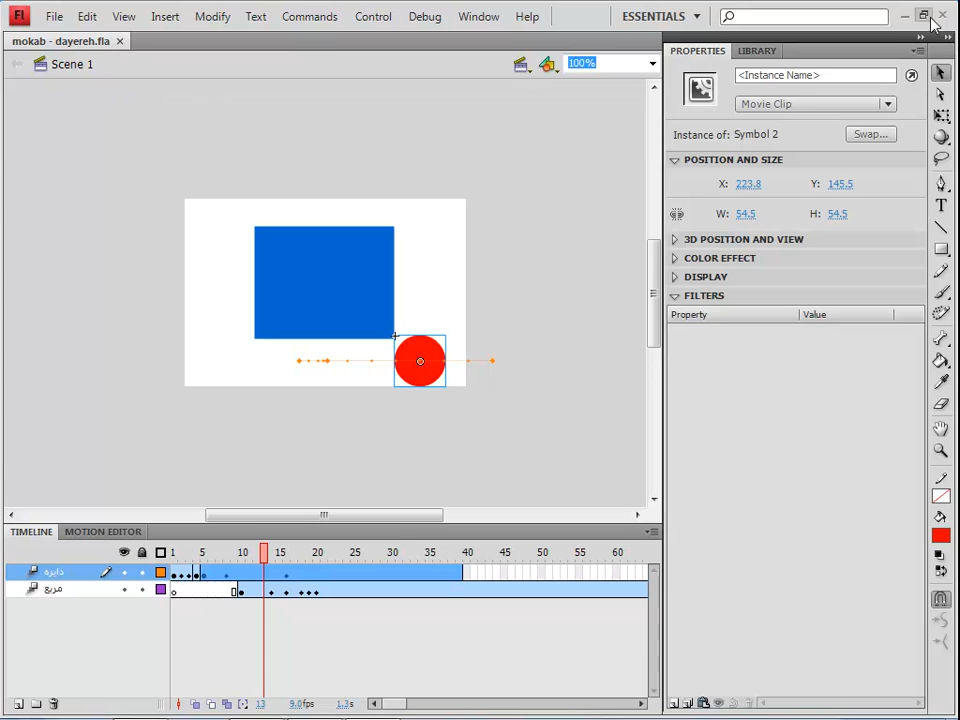 Fl File Edit View Insert Modify Text Commands Control Debug Window Help ESSENTIALS
mokab - dayereh.fla
Scene 1 100%
PROPERTIES LIBRARY
<Instance Name>
Movie Clip
Instance of: Symbol 2 Swap...
POSITION AND SIZE
X: 223.8 Y: 145.5
W: 54.5 H: 54.5
3D POSITION AND VIEW
COLOR EFFECT
DISPLAY
FILTERS
Property Value
TIMELINE MOTION EDITOR
1 5 10 15 20 25 30 35 40 45 50 55 60
دایره
مربع
13 9.0fps 1.3s